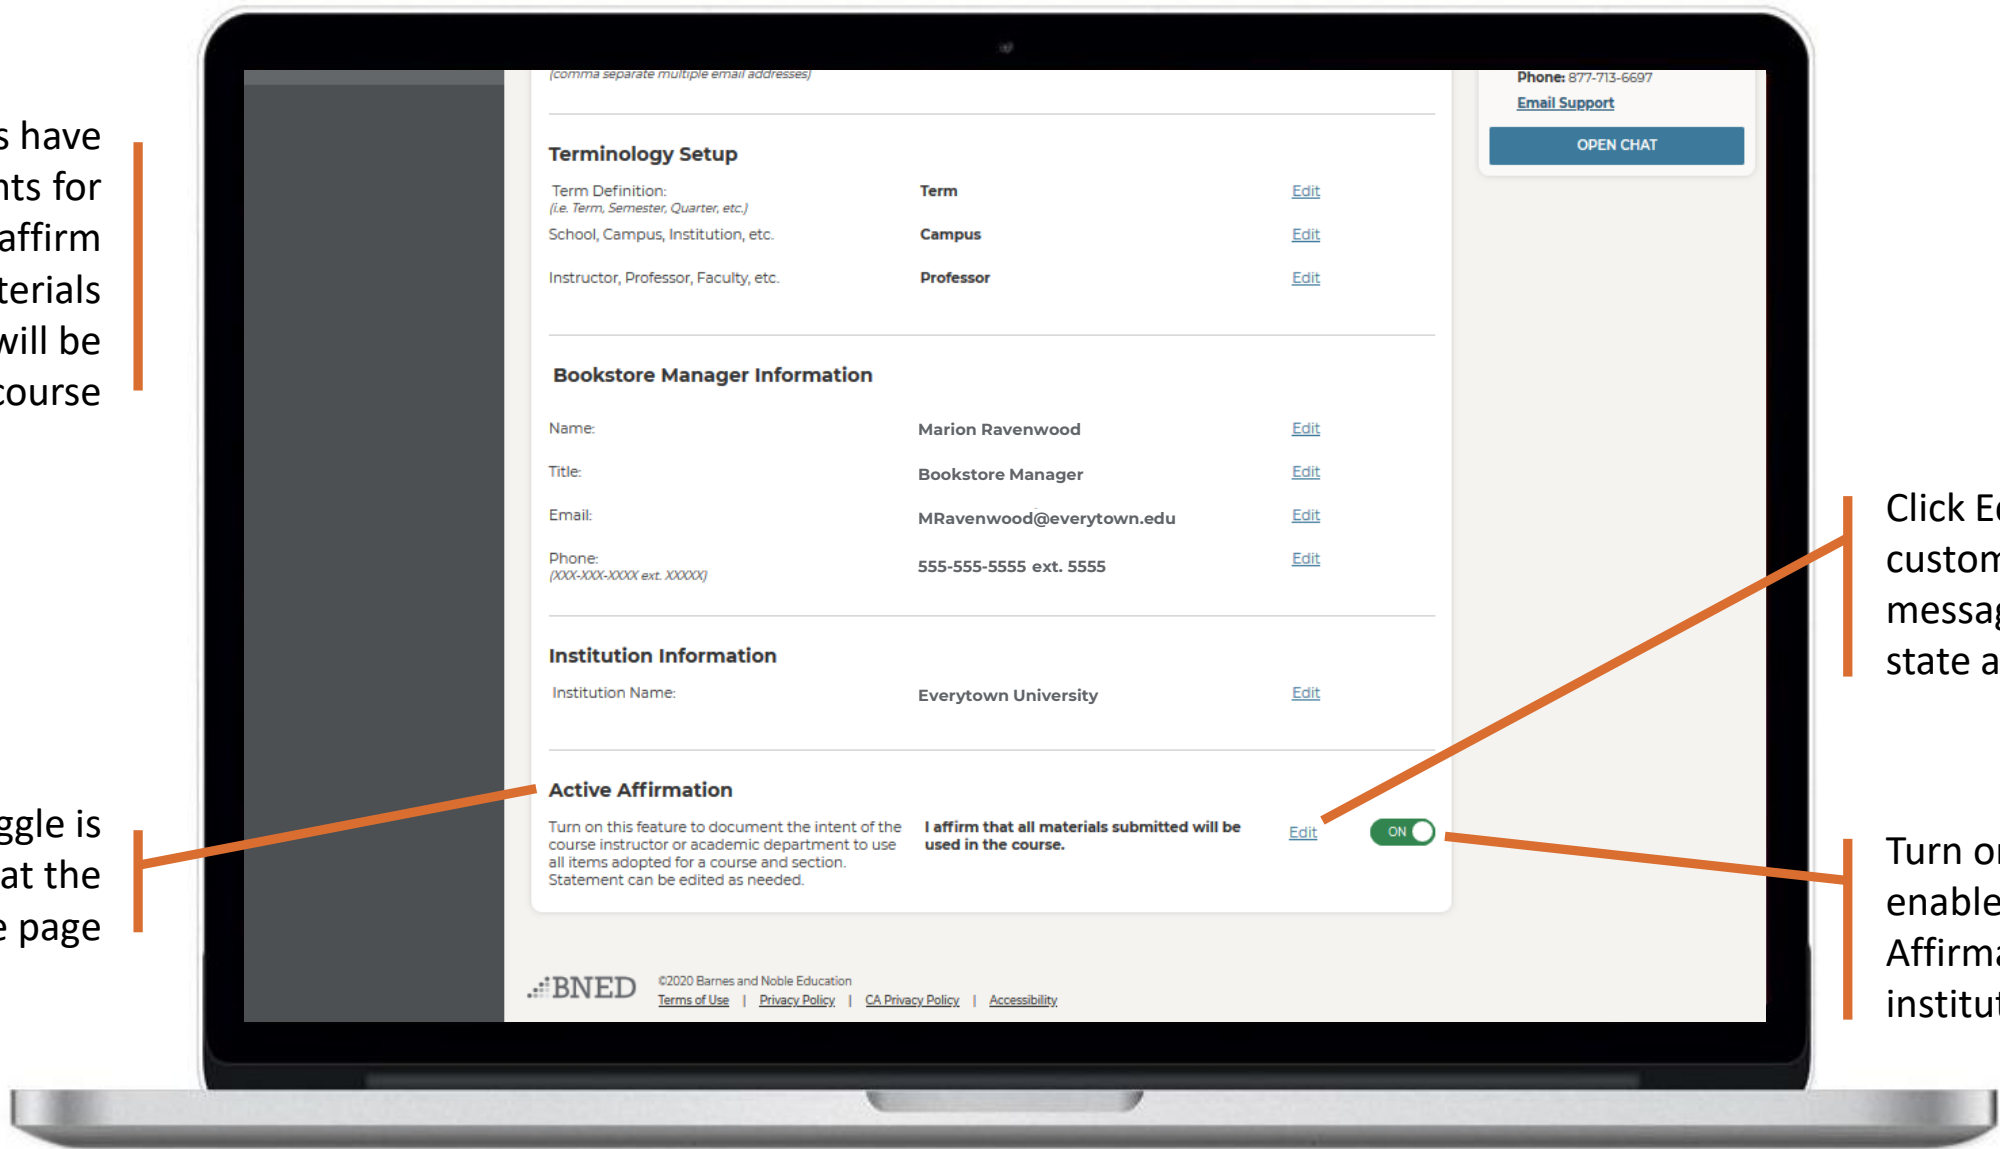 s have
nts for
affirm
terials
will be
course
ggle is
at the
e page
(comma separate multiple email addresses)
Terminology Setup
Term Definition: Term Edit
(i.e. Term, Semester, Quarter, etc.)
School, Campus, Institution, etc. Campus Edit
Instructor, Professor, Faculty, etc. Professor Edit
Bookstore Manager Information
Name: Marion Ravenwood Edit
Title: Bookstore Manager Edit
Email: MRavenwood@everytown.edu Edit
Phone: 555-555-5555 ext. 5555 Edit
(XXX-XXX-XXXX ext. XXXXX)
Institution Information
Institution Name: Everytown University Edit
Active Affirmation
Turn on this feature to document the intent of the
course instructor or academic department to use
all items adopted for a course and section.
Statement can be edited as needed.
I affirm that all materials submitted will be
used in the course.
Edit
ON
BNED
©2020 Barnes and Noble Education
Terms of Use | Privacy Policy | CA Privacy Policy | Accessibility
Phone: 877-713-6697
Email Support
OPEN CHAT
Click Ed
custom
messag
state a
Turn on
enable
Affirma
institut